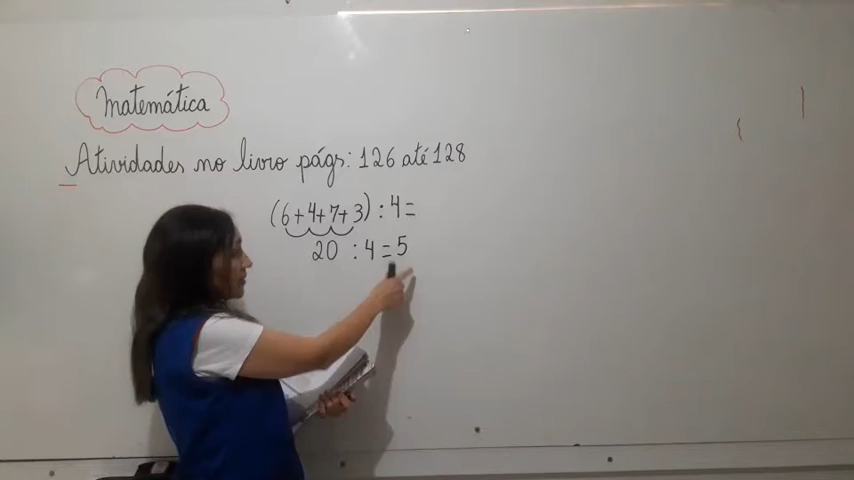 Matemática
Atividades no livro págs: 126 até 128
(6+4+7+3) : 4 =
20 : 4 = 5